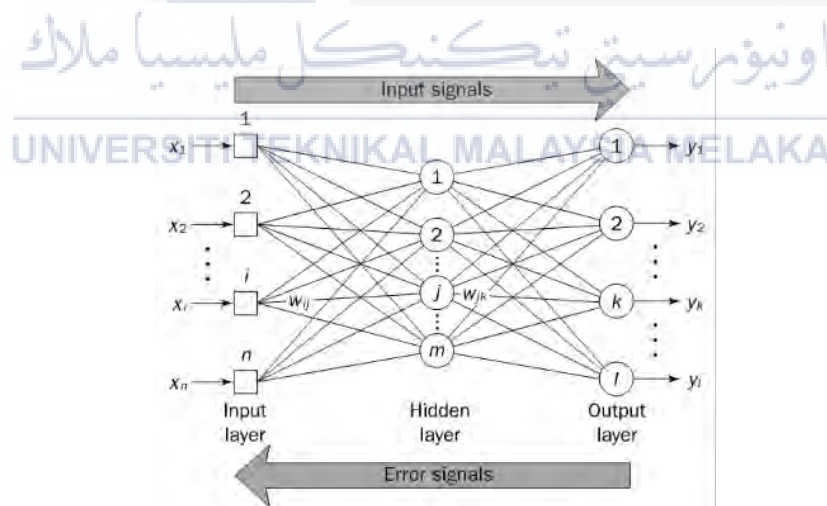 اونيۏرسيتي تيكنيكل مليسيا ملاك
Input signals
UNIVERSITI TEKNIKAL MALAYSIA MELAKA
1
x₁ 1 y₁
1
2
x₂ 2 2 y₂
i
xᵢ wᵢⱼ j wⱼₖ k yₖ
n
m
xₙ l yₗ
Input Hidden Output
layer layer layer
Error signals